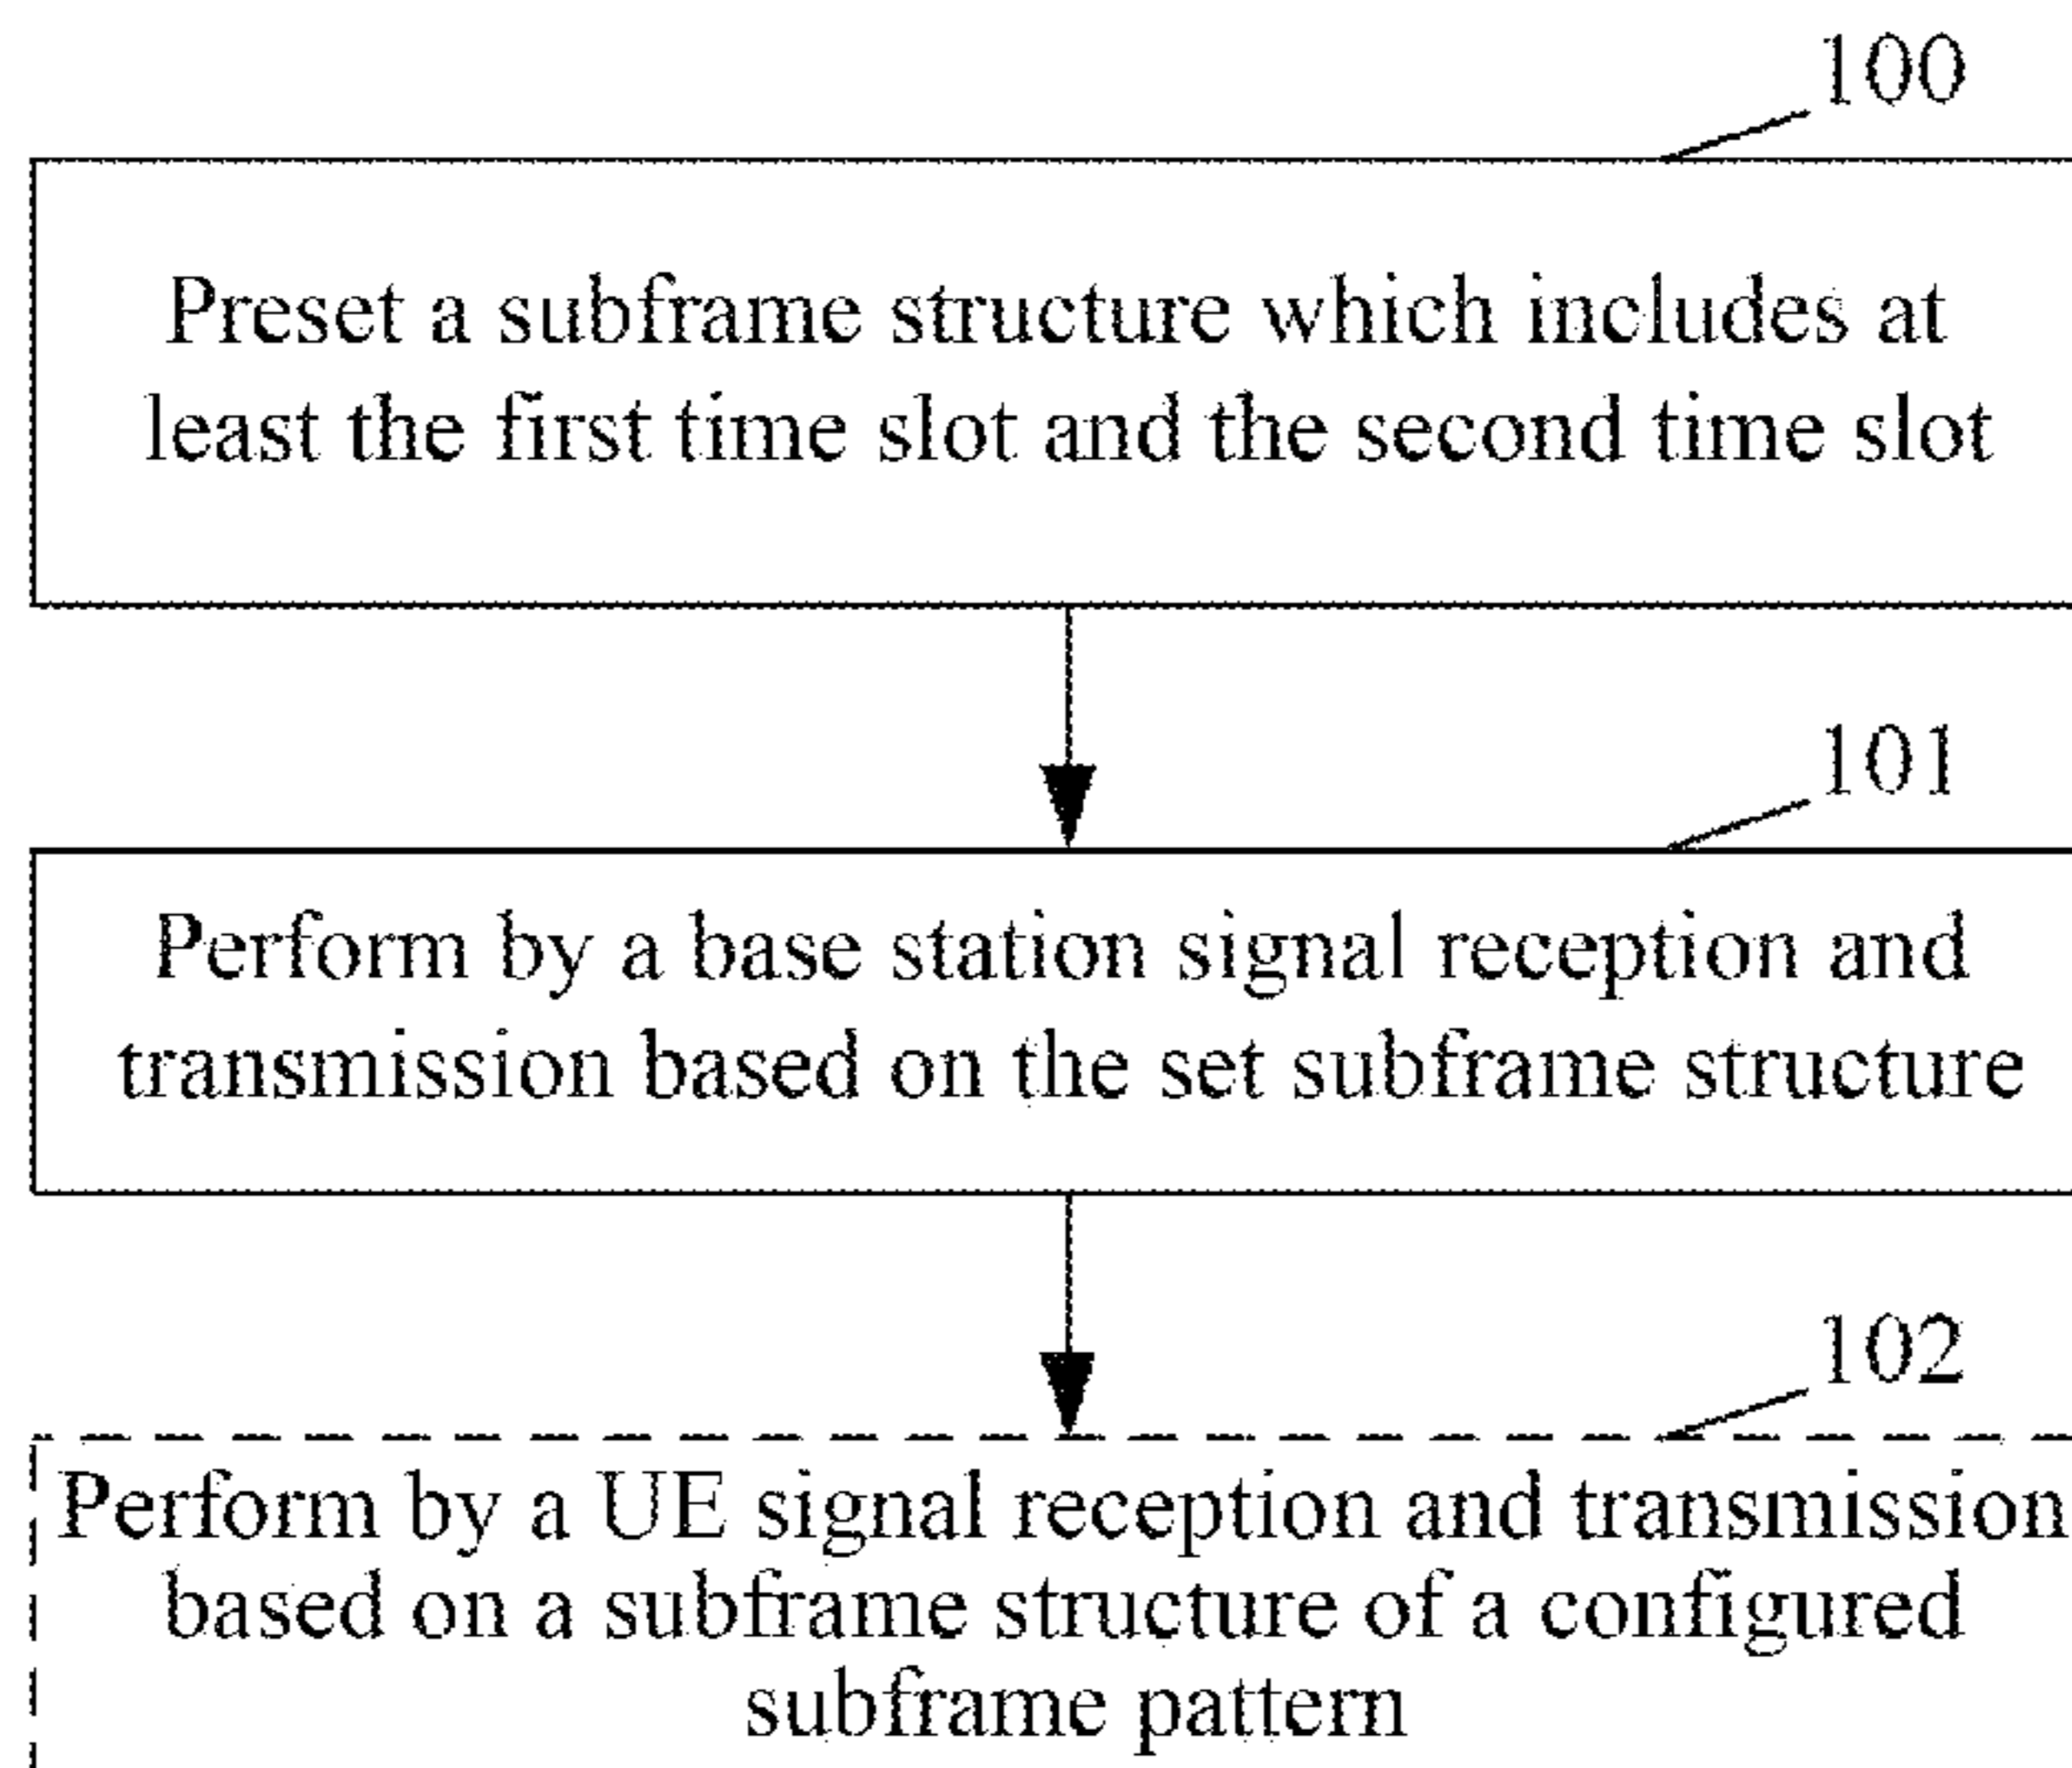 100
Preset a subframe structure which includes at
least the first time slot and the second time slot
101
Perform by a base station signal reception and
transmission based on the set subframe structure
102
Perform by a UE signal reception and transmission
based on a subframe structure of a configured
subframe pattern